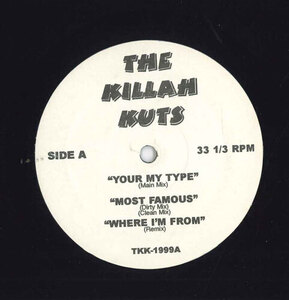 THE
KILLAH
KUTS
SIDE A
33 1/3 RPM
“YOUR MY TYPE”
(Main Mix)
“MOST FAMOUS”
(Dirty Mix)
(Clean Mix)
“WHERE I’M FROM”
(Remix)
TKK-1999A